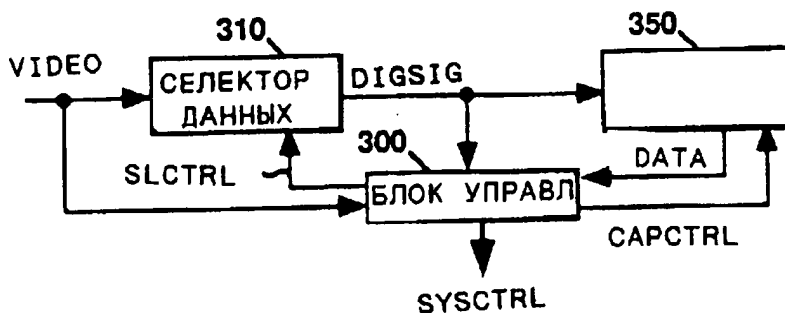 310
350
VIDEO
СЕЛЕКТОР
ДАННЫХ
DIGSIG
300
SLCTRL
DATA
БЛОК УПРАВЛ
CAPCTRL
SYSCTRL